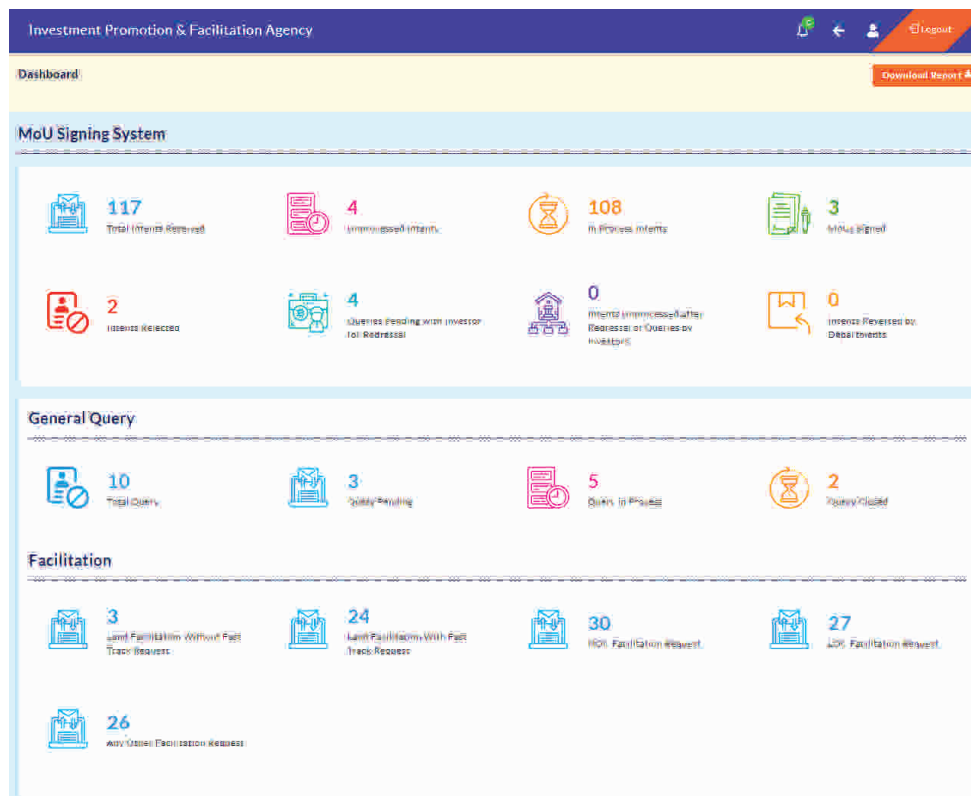 Investment Promotion & Facilitation Agency
Logout
Dashboard
Download Report
MoU Signing System
117
Total Intents Received
4
Unprocessed Intents
108
In Process Intents
3
MoUs Signed
2
Intents Rejected
4
Queries Pending with Investor
for Redressal
0
Intents Unprocessed after
Redressal of Queries by
Investors
0
Intents Reversed by
Departments
General Query
10
Total Query
3
Query Pending
5
Query In Process
2
Query Closed
Facilitation
3
Land Facilitation Without Fast
Track Request
24
Land Facilitation With Fast
Track Request
30
Facilitation Request
27
Facilitation Request
26
Any Other Facilitation Request